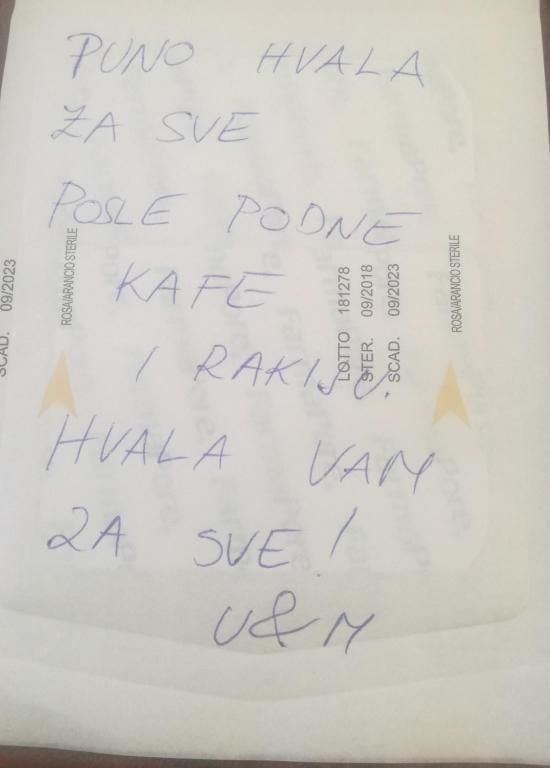 PUNO HVALA
ZA SVE
POSLE PODNE
KAFE
I RAKIJU.
HVALA VAM
ZA SVE!
U&M
SCAD. 09/2023
ROSA/ARANCIO STERILE
LOTTO 181278
STER. 09/2018
SCAD. 09/2023
ROSA/ARANCIO STERILE